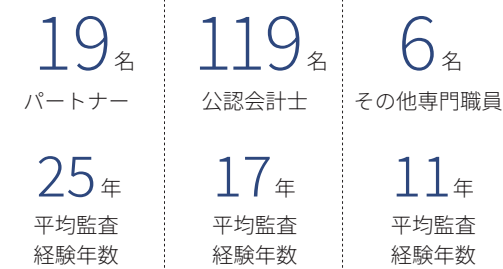 19名
パートナー
25年
平均監査
経験年数
119名
公認会計士
17年
平均監査
経験年数
6名
その他専門職員
11年
平均監査
経験年数